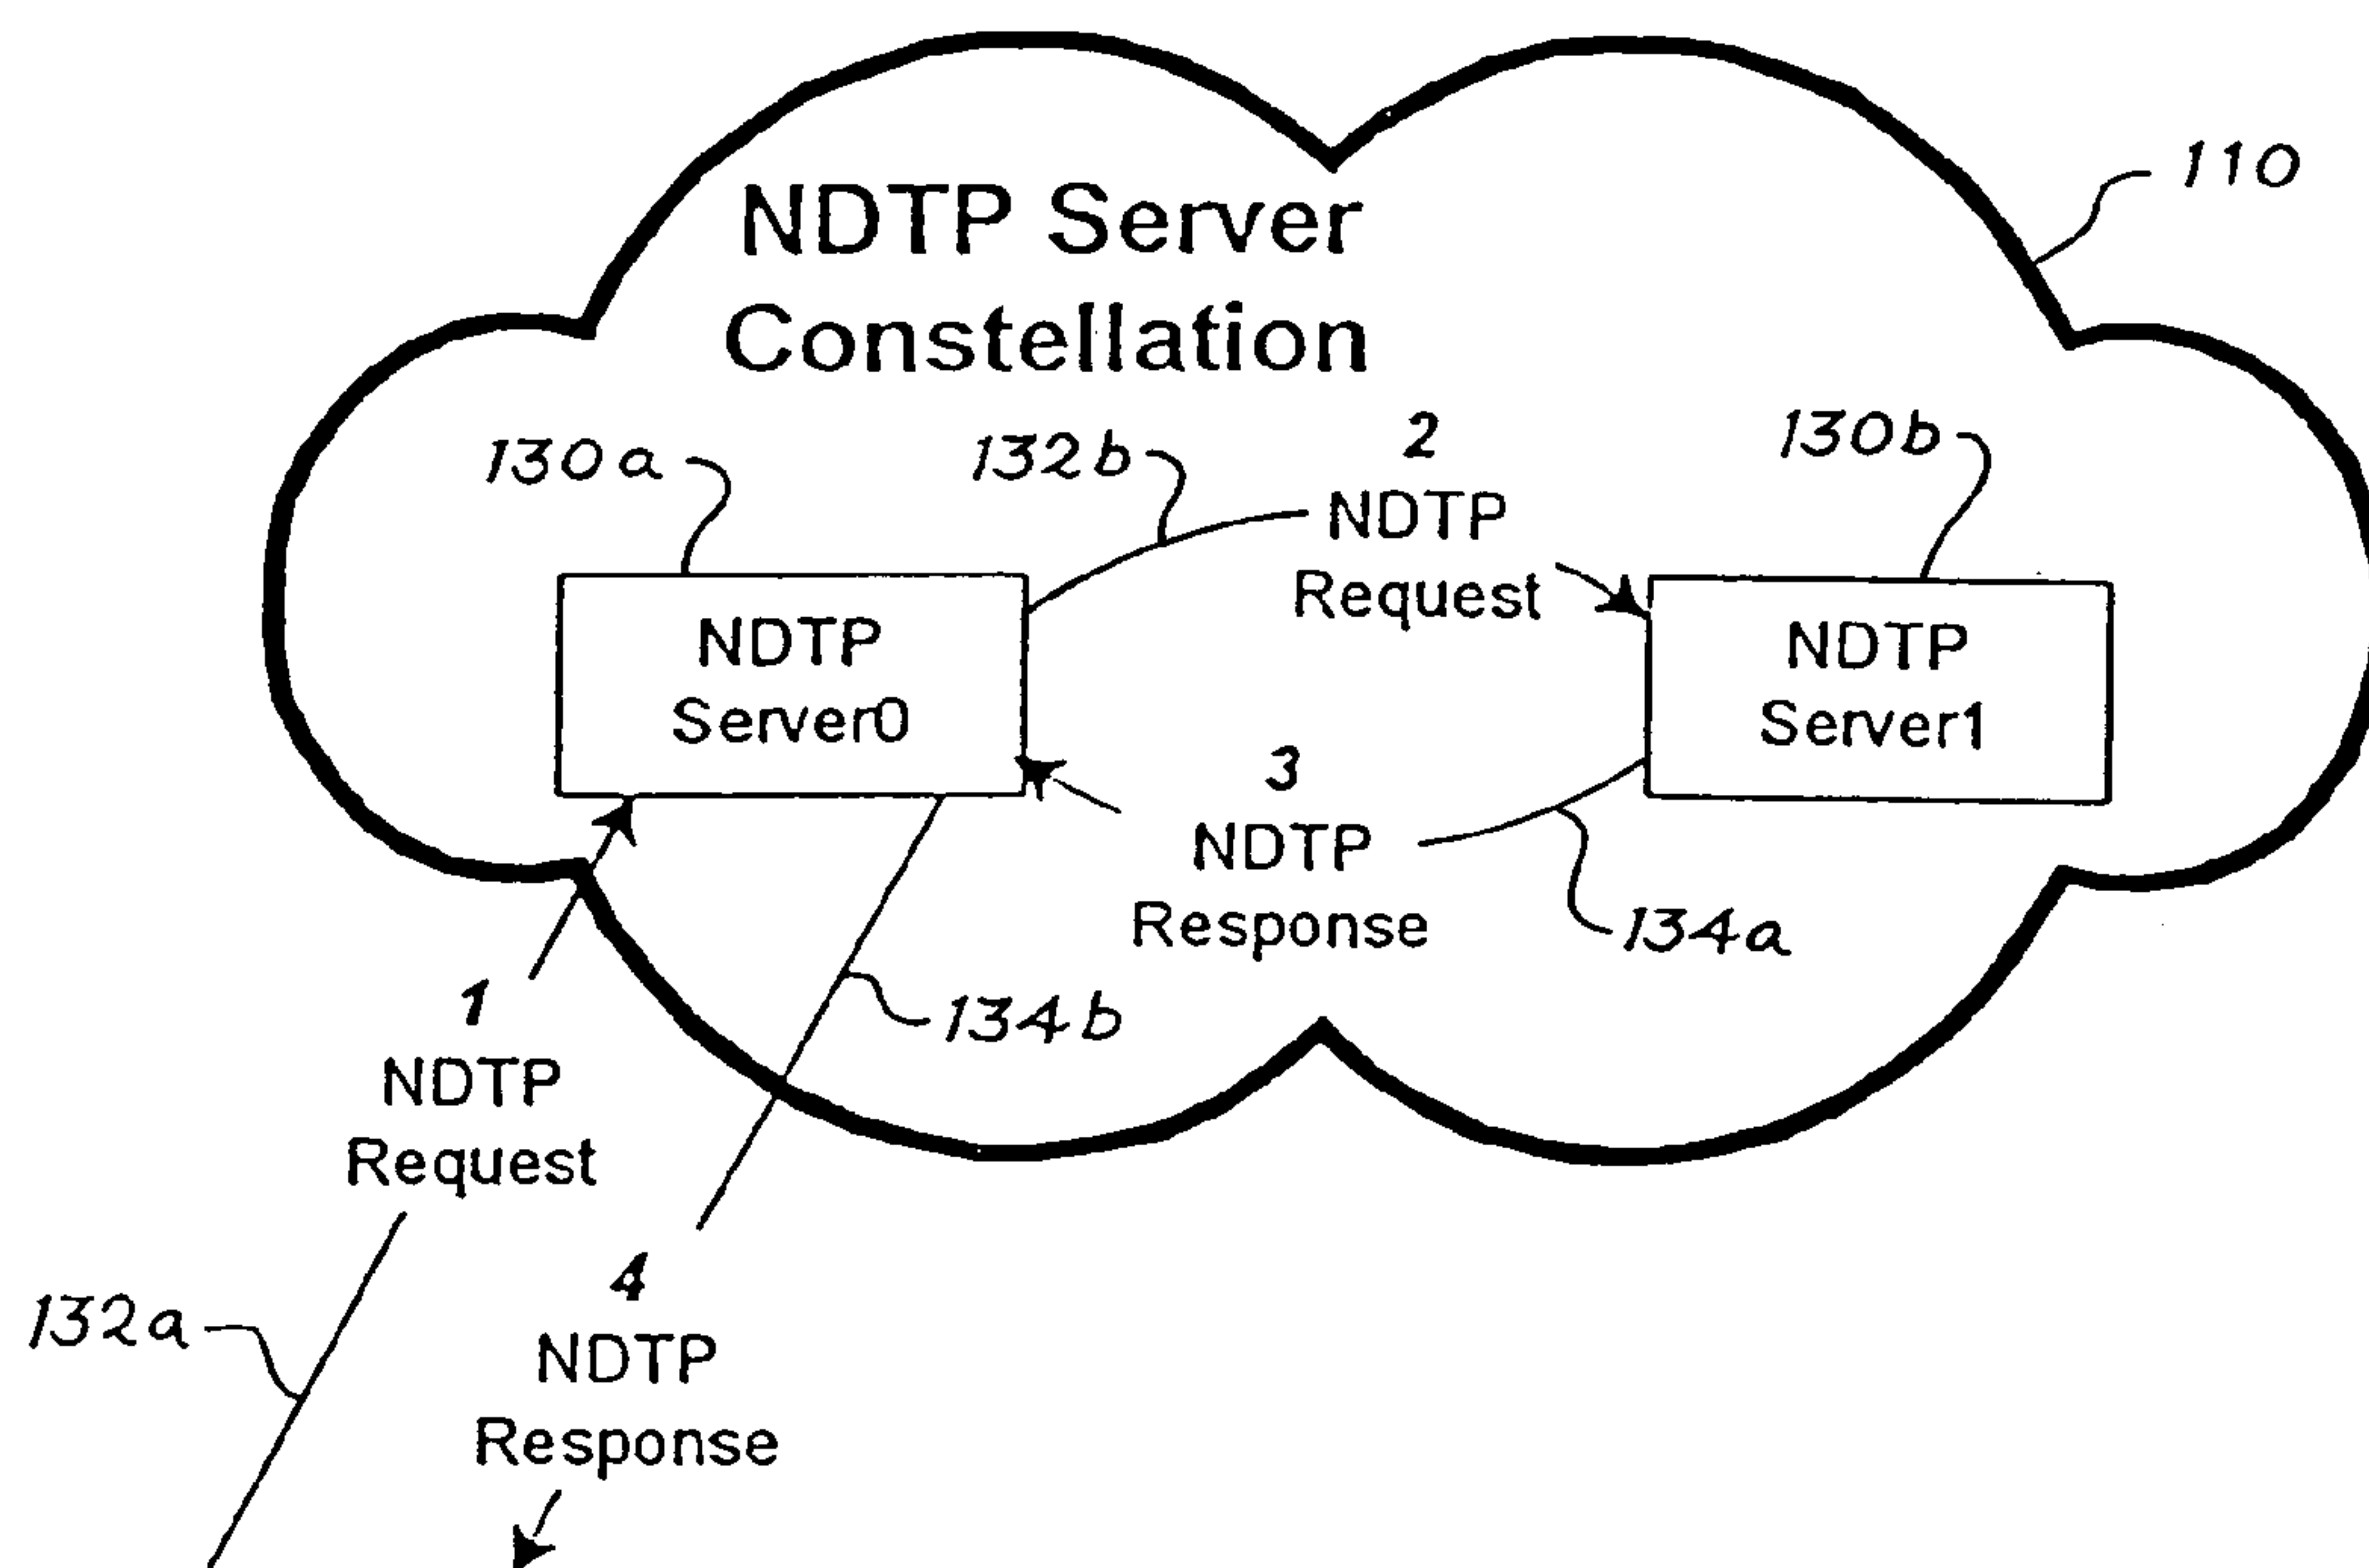 110
NDTP Server
Constellation
130a
132b
2
NDTP
Request
130b
NDTP
Server0
NDTP
Server1
3
NDTP
Response
134a
134b
1
NDTP
Request
132a
4
NDTP
Response